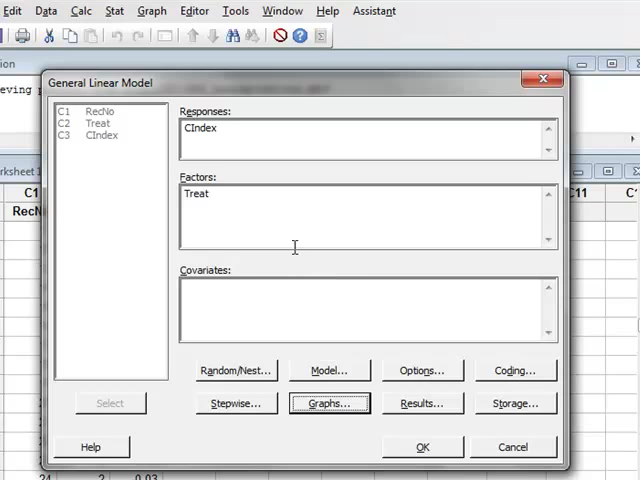 Edit Data Calc Stat Graph Editor Tools Window Help Assistant
General Linear Model
C1 RecNo
C2 Treat
C3 CIndex
Responses:
CIndex
Factors:
Treat
Covariates:
Random/Nest... Model... Options... Coding...
Select Stepwise... Graphs... Results... Storage...
Help OK Cancel
C1 C11
24 2 0.03